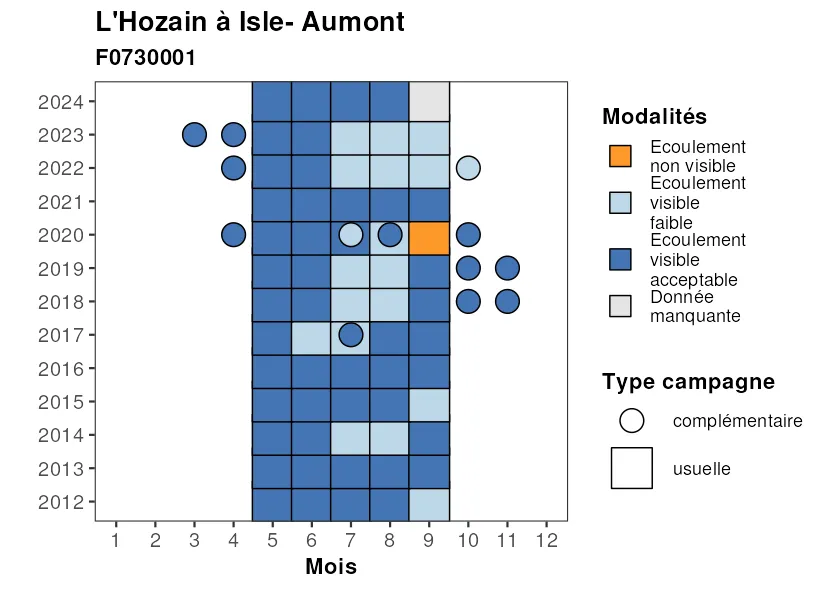 L'Hozain à Isle- Aumont
F0730001
2024
2023
2022
2021
2020
2019
2018
2017
2016
2015
2014
2013
2012
1 2 3 4 5 6 7 8 9 10 11 12
Mois
Modalités
Ecoulement
non visible
Ecoulement
visible
faible
Ecoulement
visible
acceptable
Donnée
manquante
Type campagne
complémentaire
usuelle